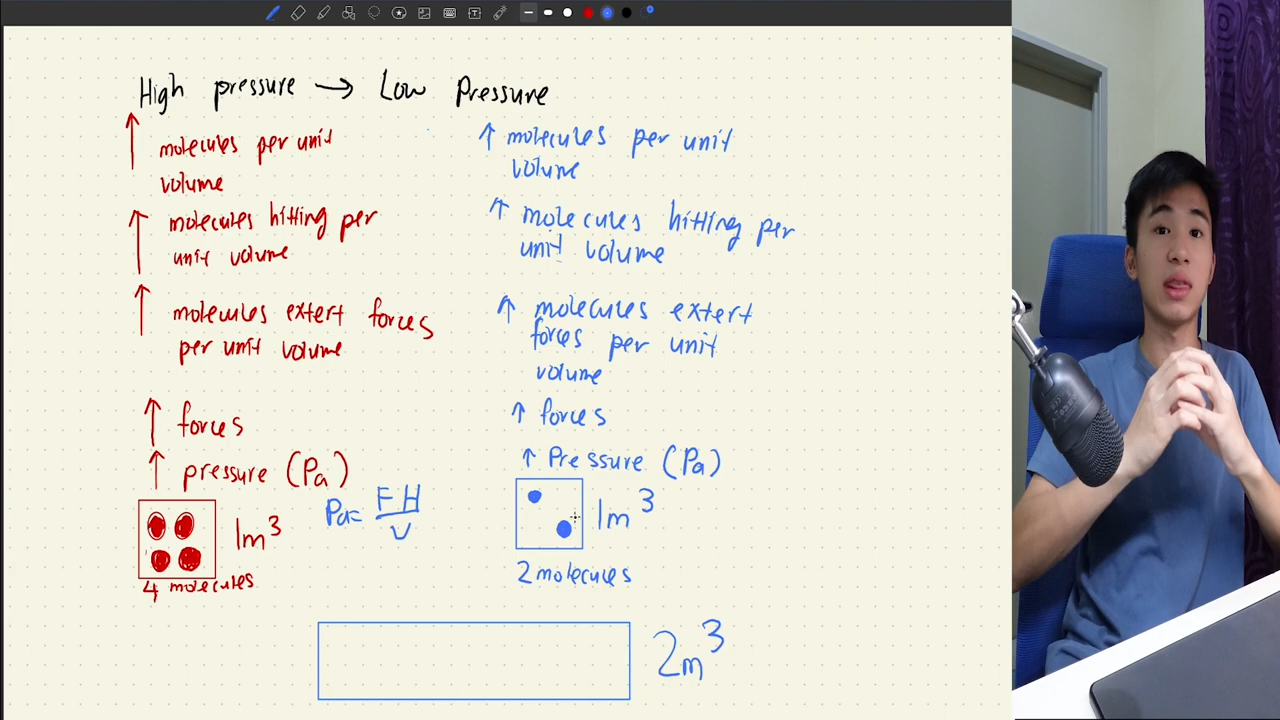 High pressure → Low Pressure
↑ molecules per unit
volume
↑ molecules hitting per
unit volume
↑ molecules extert forces
per unit volume
↑ forces
↑ pressure (Pa)
1m³
4 molecules
Pa= FH
V
↑ molecules per unit
volume
↑ molecules hitting per
unit volume
↑ molecules extert
forces per unit
volume
↑ forces
↑ Pressure (Pa)
1m³
2 molecules
2m³